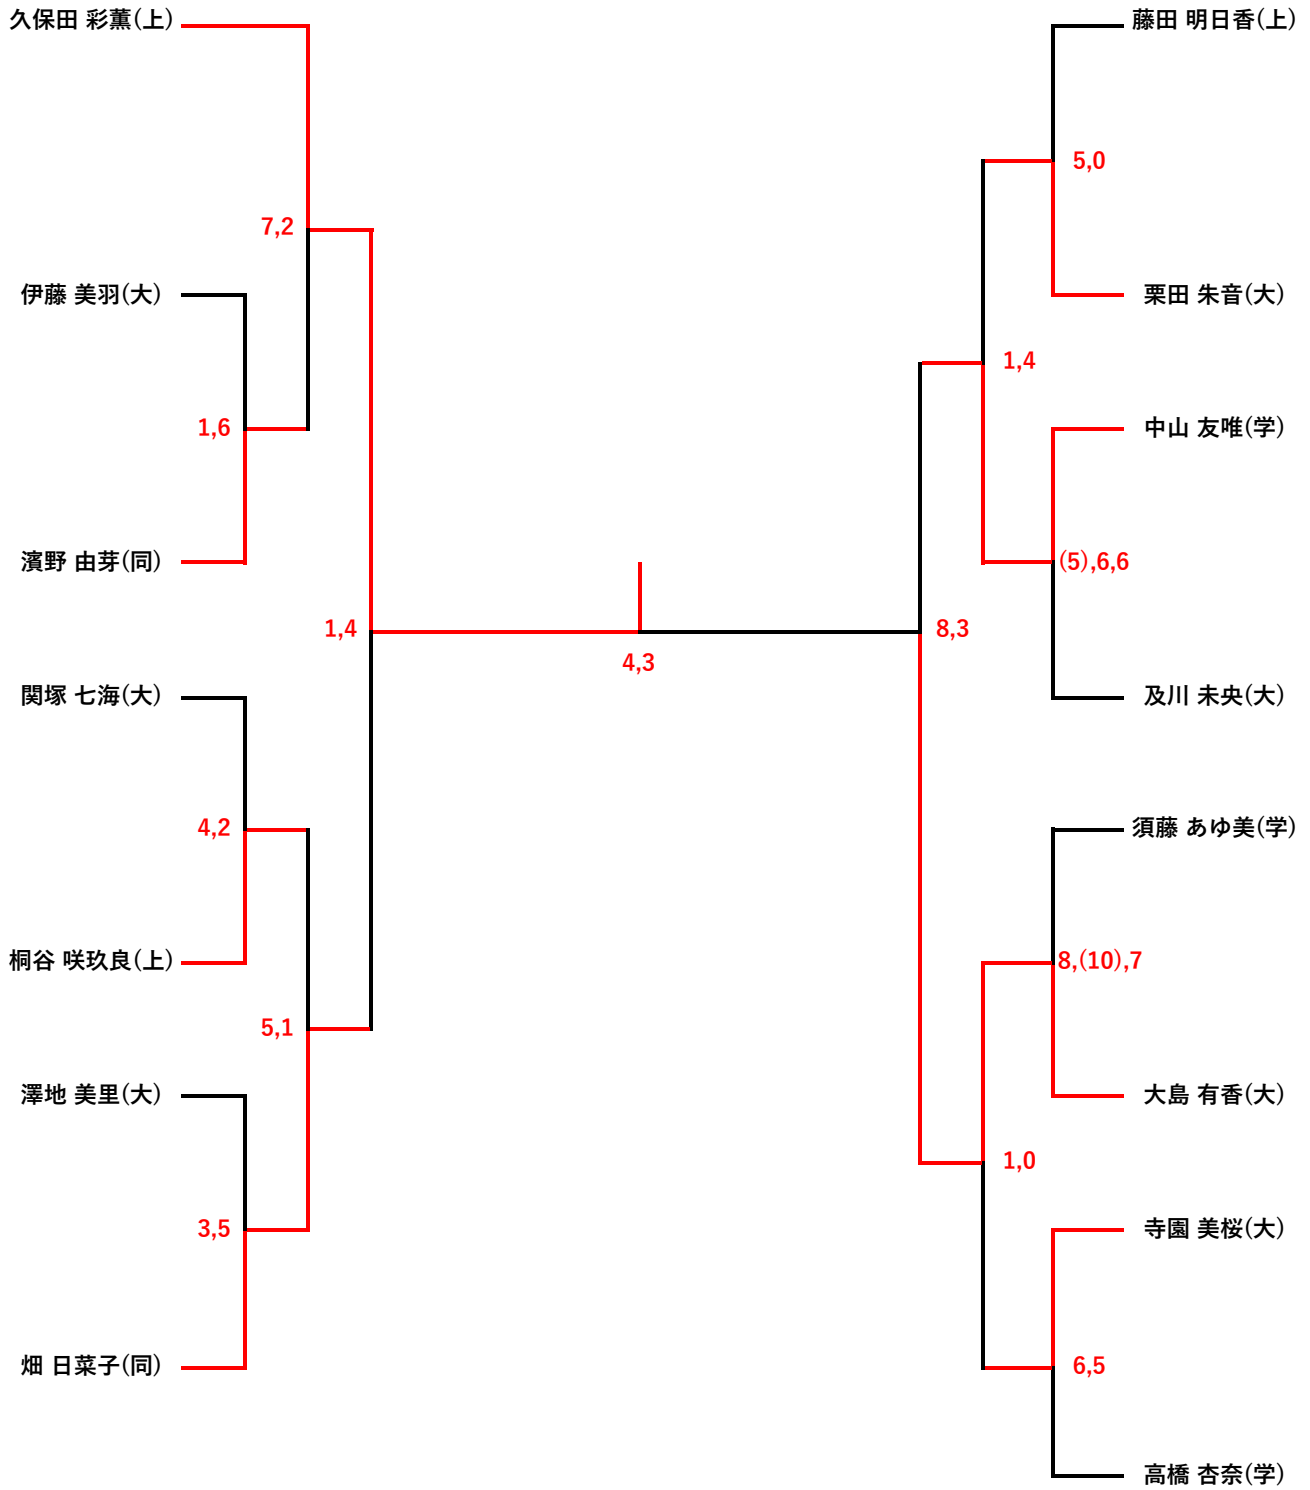 久保田 彩薫(上)
7,2
伊藤 美羽(大)
1,6
濱野 由芽(同)
1,4
関塚 七海(大)
4,2
桐谷 咲玖良(上)
5,1
澤地 美里(大)
3,5
畑 日菜子(同)
4,3
藤田 明日香(上)
5,0
栗田 朱音(大)
1,4
中山 友唯(学)
(5),6,6
及川 未央(大)
8,3
須藤 あゆ美(学)
8,(10),7
大島 有香(大)
1,0
寺園 美桜(大)
6,5
高橋 杏奈(学)